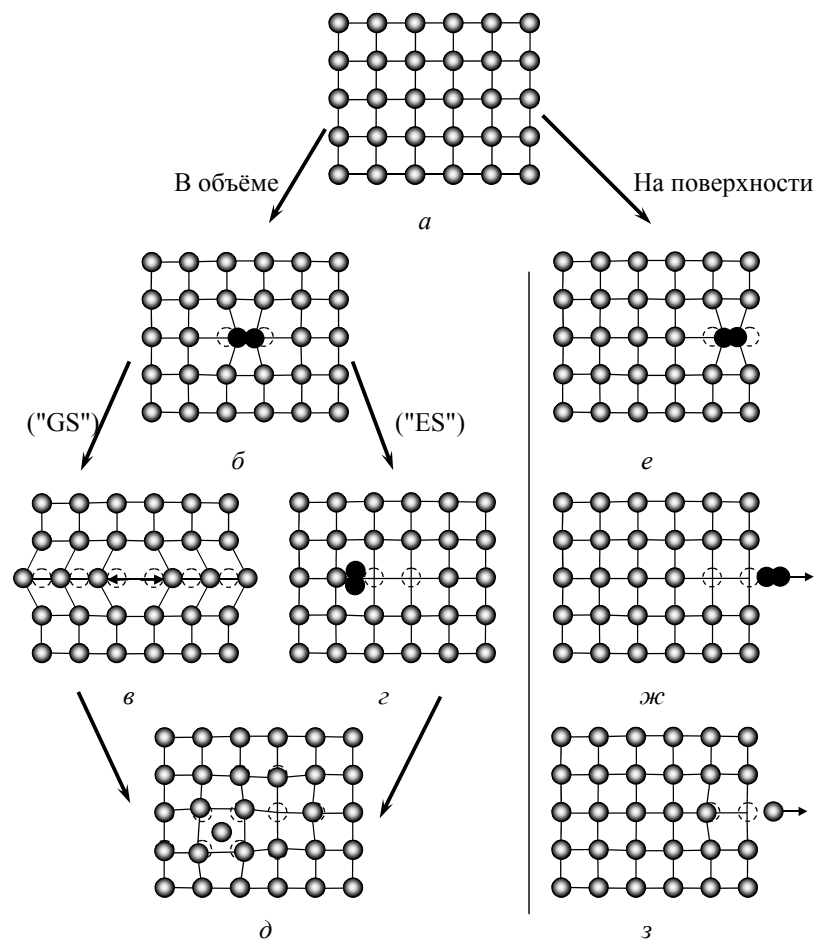 В объёме
На поверхности
а
("GS")
("ES")
б
е
в
г
ж
д
з